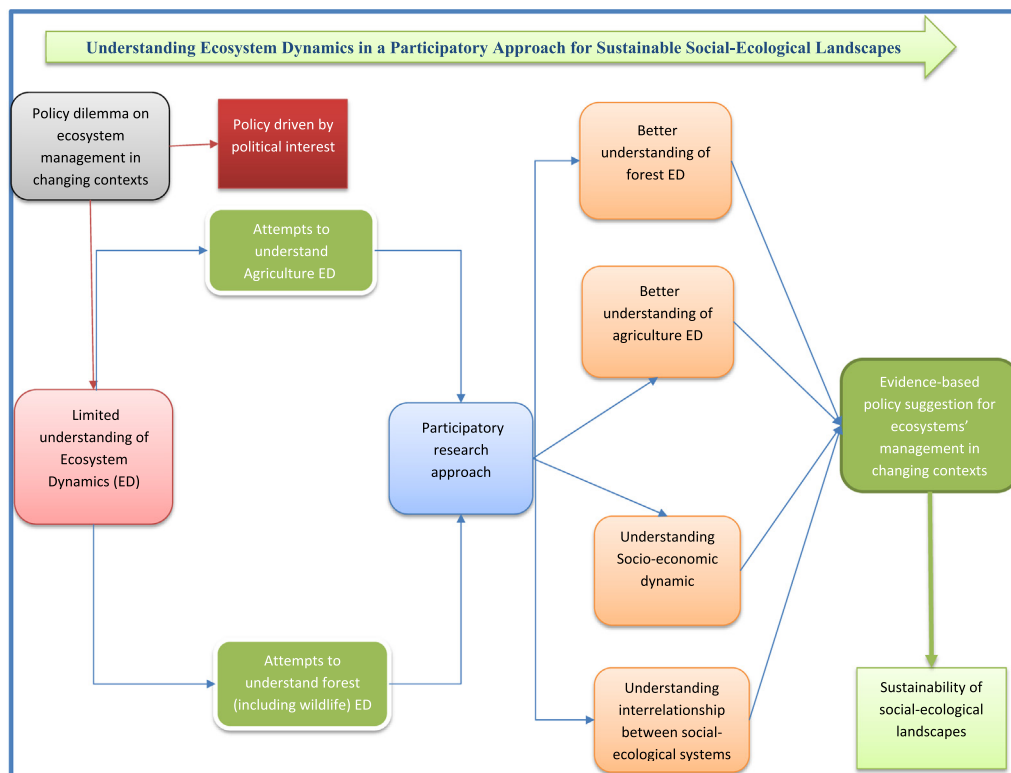 Understanding Ecosystem Dynamics in a Participatory Approach for Sustainable Social-Ecological Landscapes
Policy dilemma on
ecosystem
management in
changing contexts
Policy driven by
political interest
Attempts to
understand
Agriculture ED
Limited
understanding of
Ecosystem
Dynamics (ED)
Attempts to
understand forest
(including wildlife) ED
Participatory
research
approach
Better
understanding of
forest ED
Better
understanding of
agriculture ED
Understanding
Socio-economic
dynamic
Understanding
interrelationship
between social-
ecological systems
Evidence-based
policy suggestion for
ecosystems’
management in
changing contexts
Sustainability of
social-ecological
landscapes